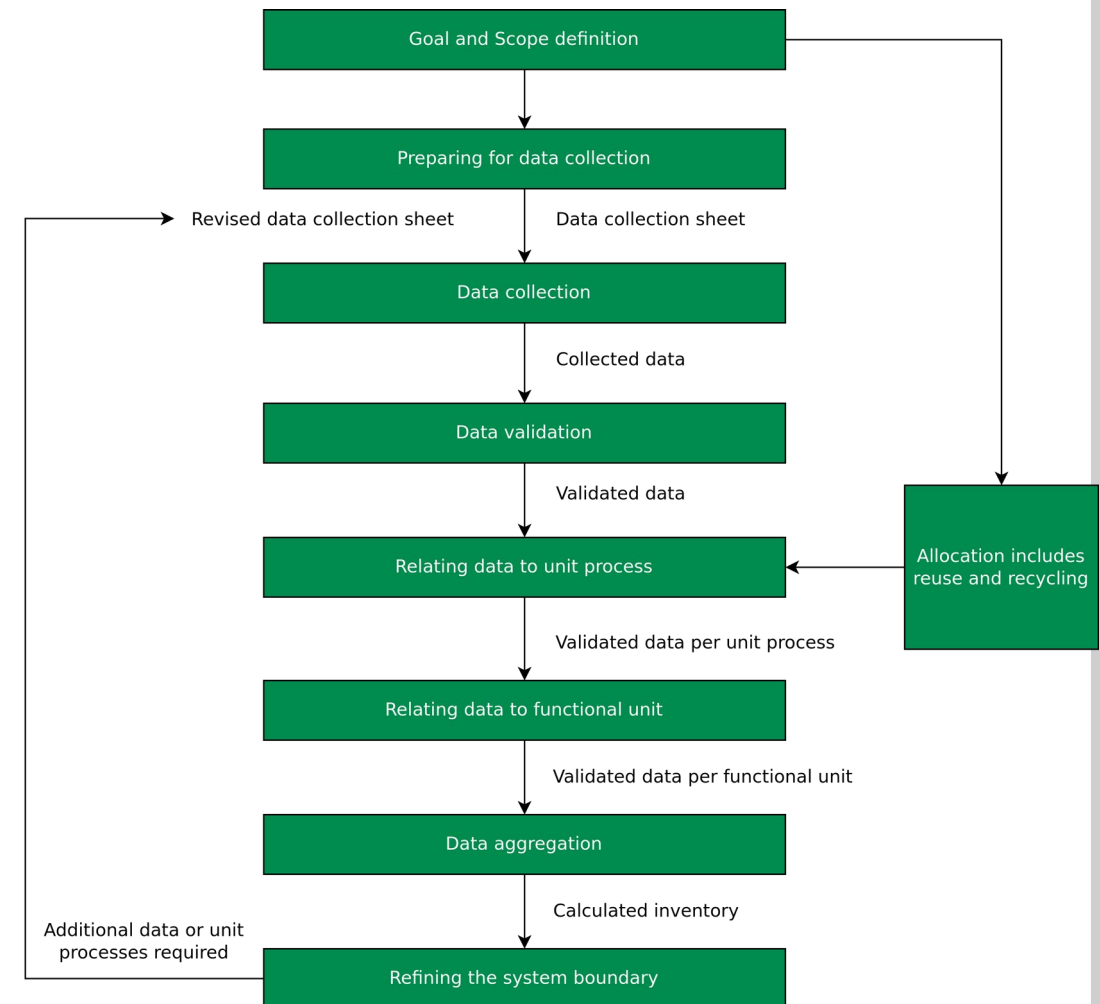 Goal and Scope definition
Preparing for data collection
Revised data collection sheet
Data collection sheet
Data collection
Collected data
Data validation
Validated data
Allocation includes
reuse and recycling
Relating data to unit process
Validated data per unit process
Relating data to functional unit
Validated data per functional unit
Data aggregation
Calculated inventory
Additional data or unit
processes required
Refining the system boundary